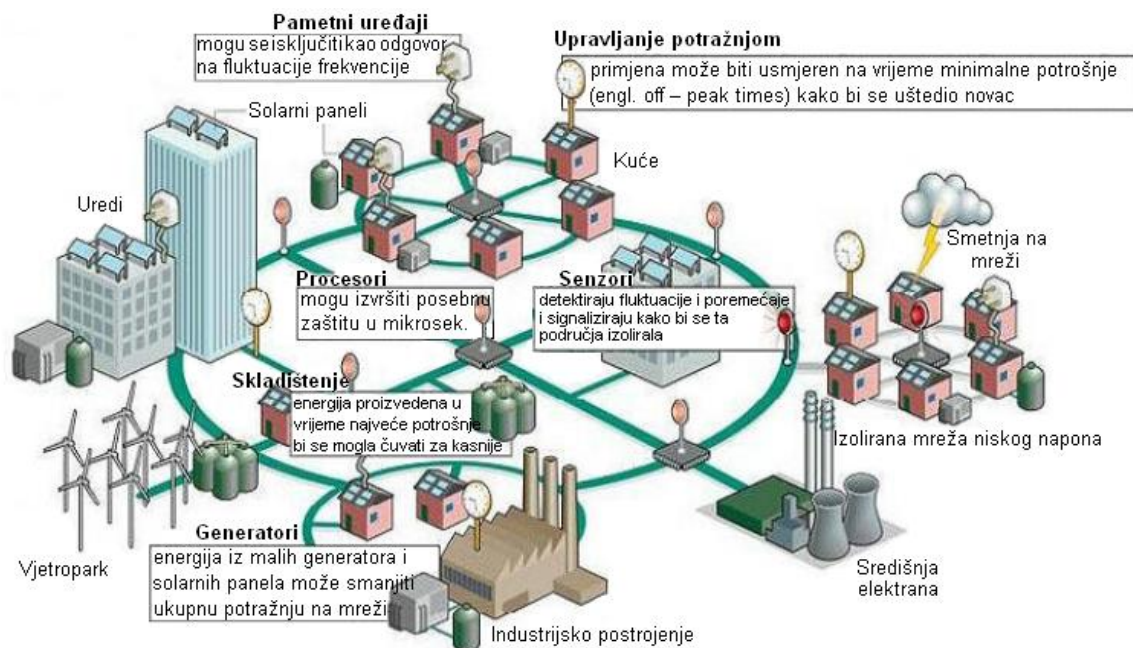 Pametni uređaji
mogu seisključitikao odgovor
na fluktuacije frekvencije
Upravljanje potražnjom
primjena može biti usmjeren na vrijeme minimalne potrošnje
(engl. off – peak times) kako bi se uštedio novac
Solarni paneli
Kuće
Uredi
Smetnja na
mreži
Procesori
mogu izvršiti posebnu
zaštitu u mikrosek.
Senzori
detektiraju fluktuacije i poremećaje
i signaliziraju kako bi se ta
područja izolirala
Skladištenje
energija proizvedena u
vrijeme najveće potrošnje
bi se mogla čuvati za kasnije
Izolirana mreža niskog napona
Generatori
energija iz malih generatora i
solarnih panela može smanjiti
ukupnu potražnju na mreži
Vjetropark
Središnja
elektrana
Industrijsko postrojenje